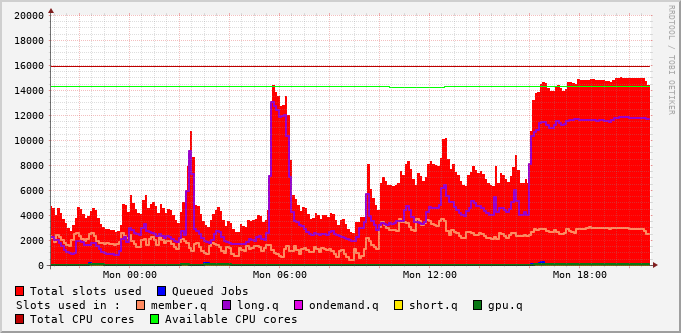 20000
18000
16000
14000
12000
10000
8000
6000
4000
2000
0
Mon 00:00 Mon 06:00 Mon 12:00 Mon 18:00
RRDTOOL / TOBI OETIKER
Total slots used Queued Jobs
Slots used in : member.q long.q ondemand.q short.q gpu.q
Total CPU cores Available CPU cores